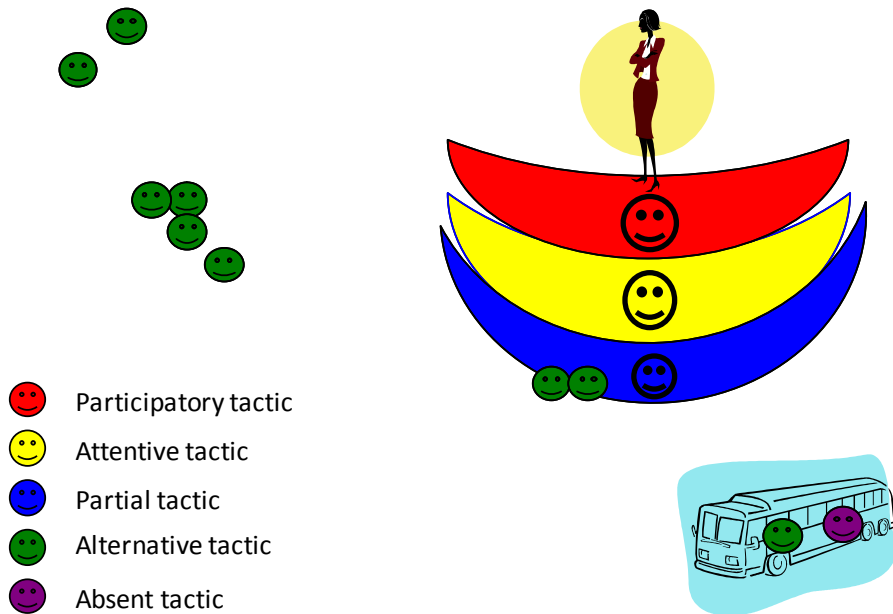 Participatory tactic
Attentive tactic
Partial tactic
Alternative tactic
Absent tactic